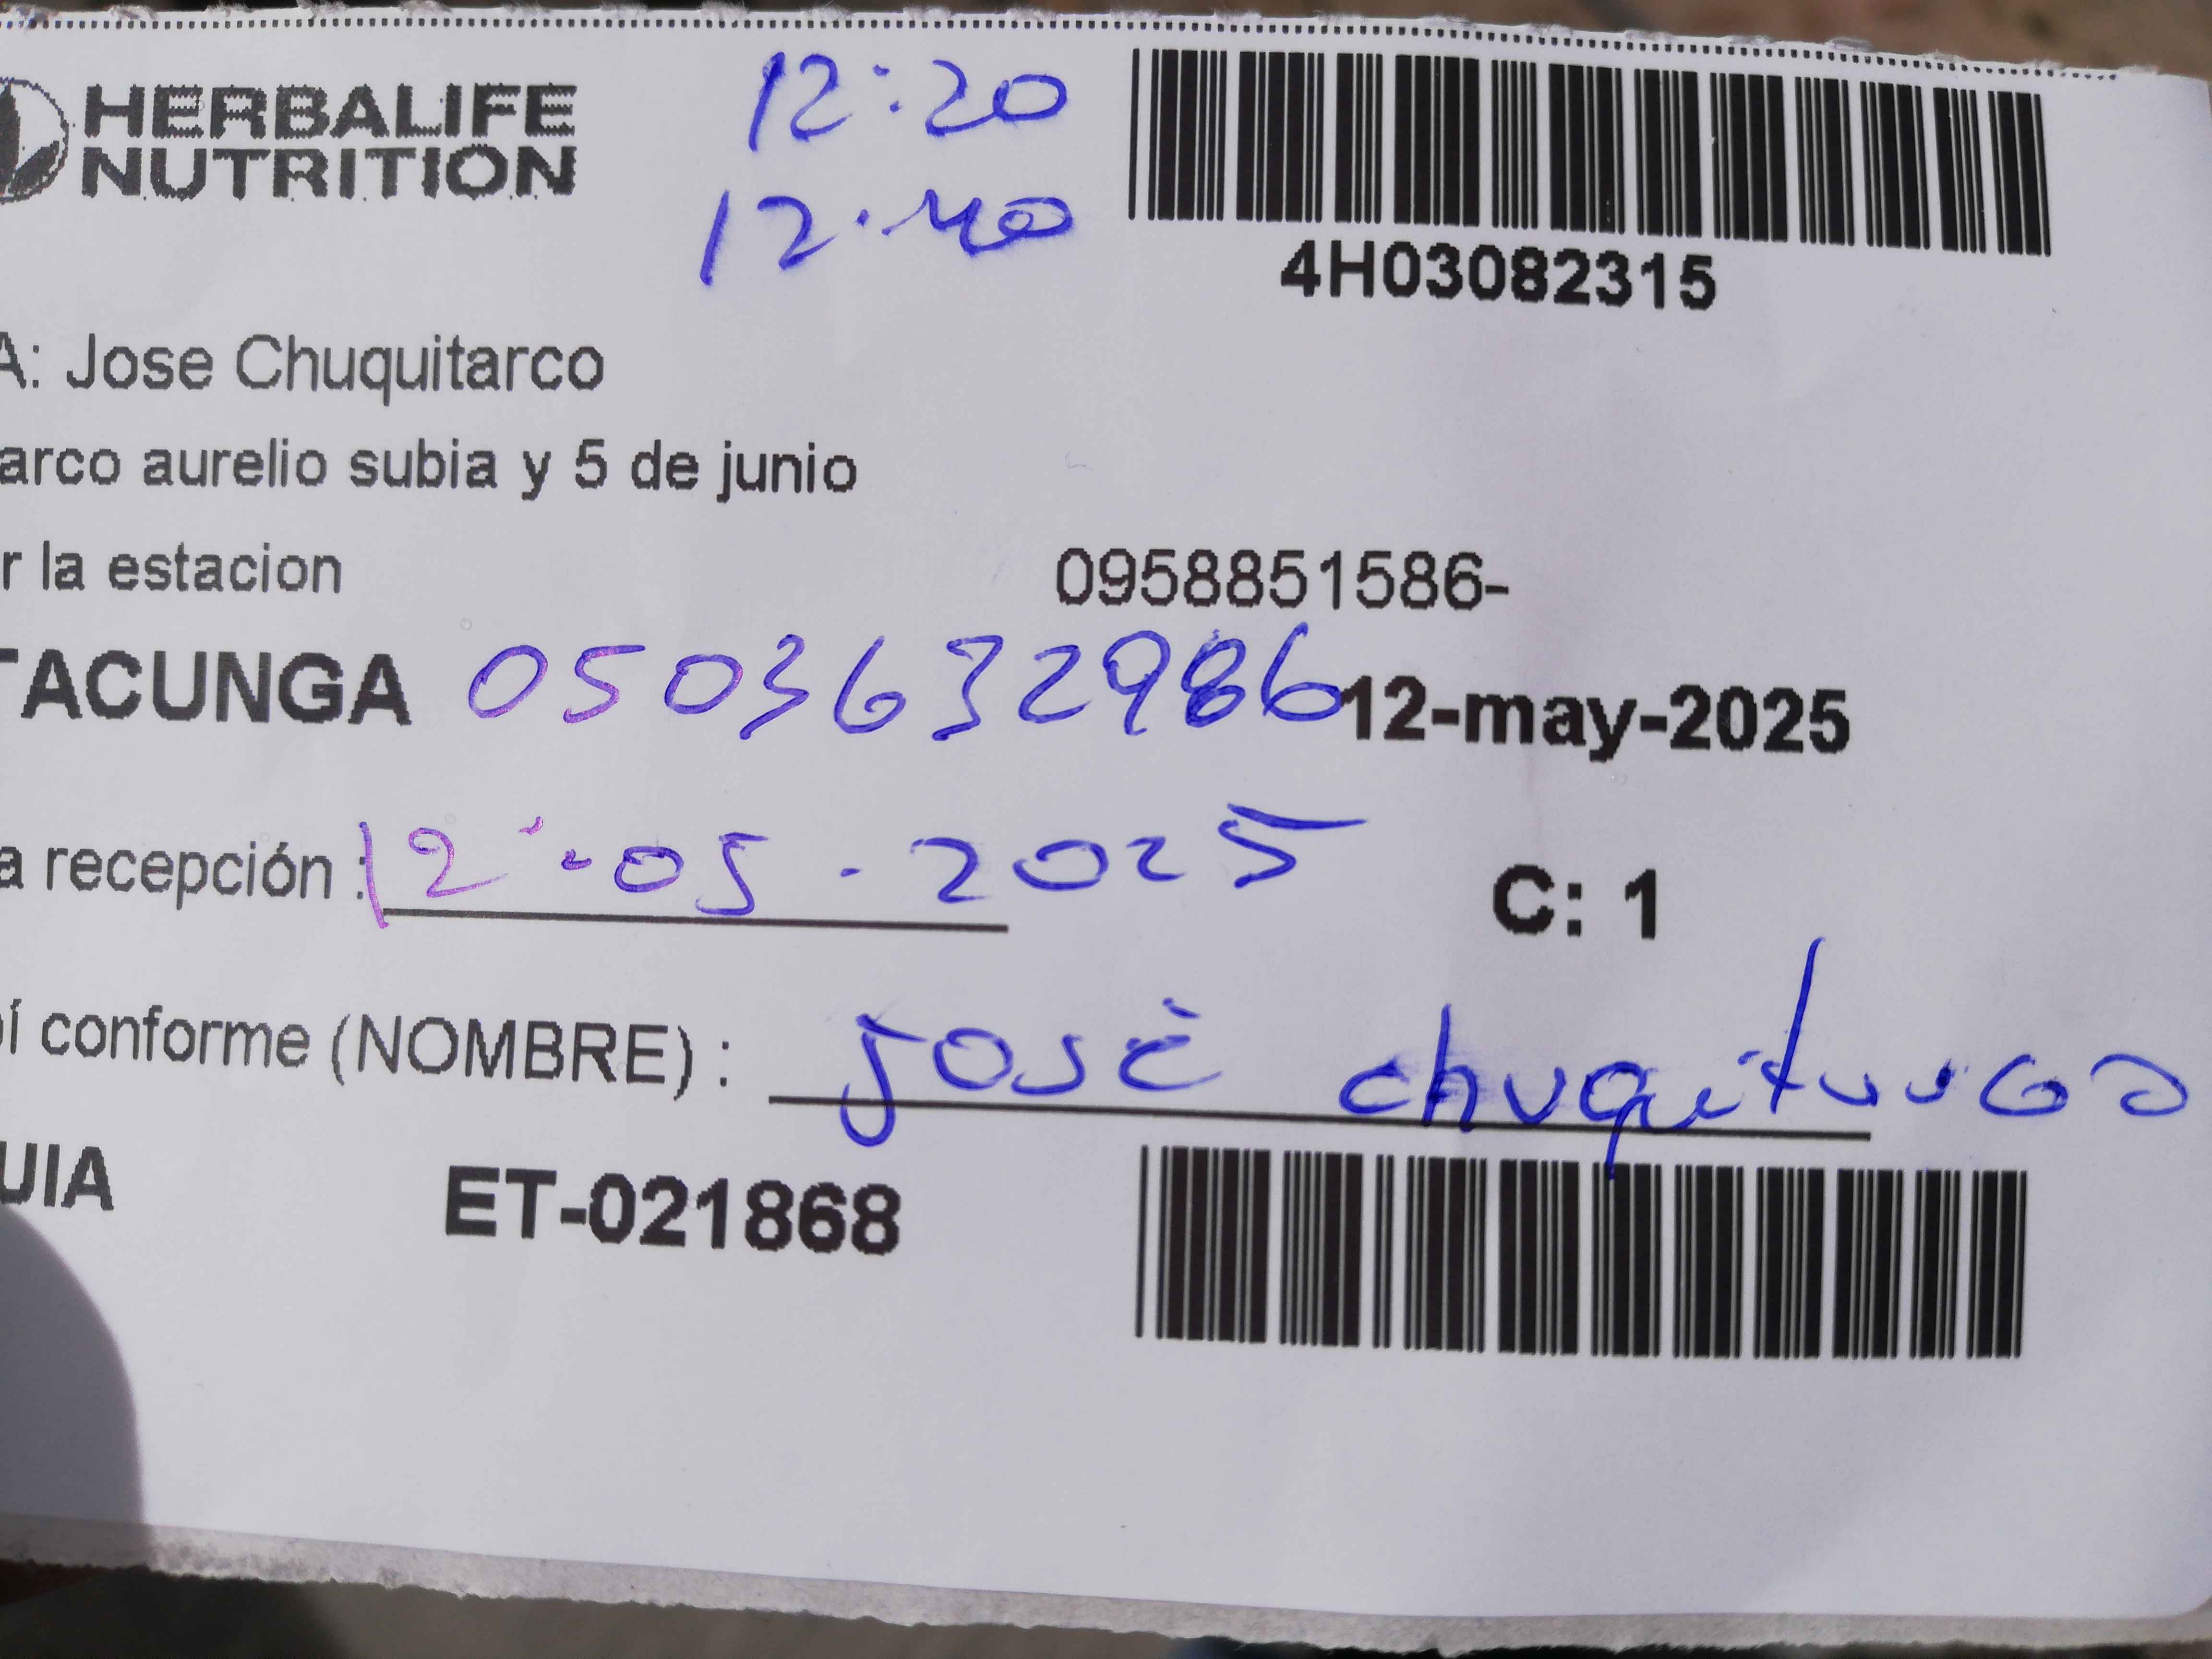 HERBALIFE
NUTRITION
12:20
12:40
4H03082315
A: Jose Chuquitarco
arco aurelio subia y 5 de junio
r la estacion
0958851586-
TACUNGA 0503632986 12-may-2025
a recepción : 12-05-2025
C: 1
í conforme (NOMBRE) : José Chuquitarco
UIA ET-021868